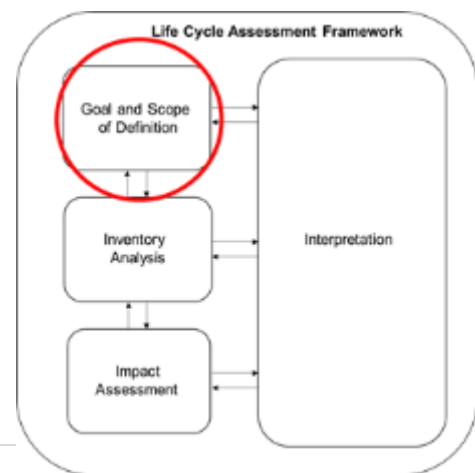 Life Cycle Assessment Framework
Goal and Scope
of Definition
Inventory
Analysis
Interpretation
Impact
Assessment